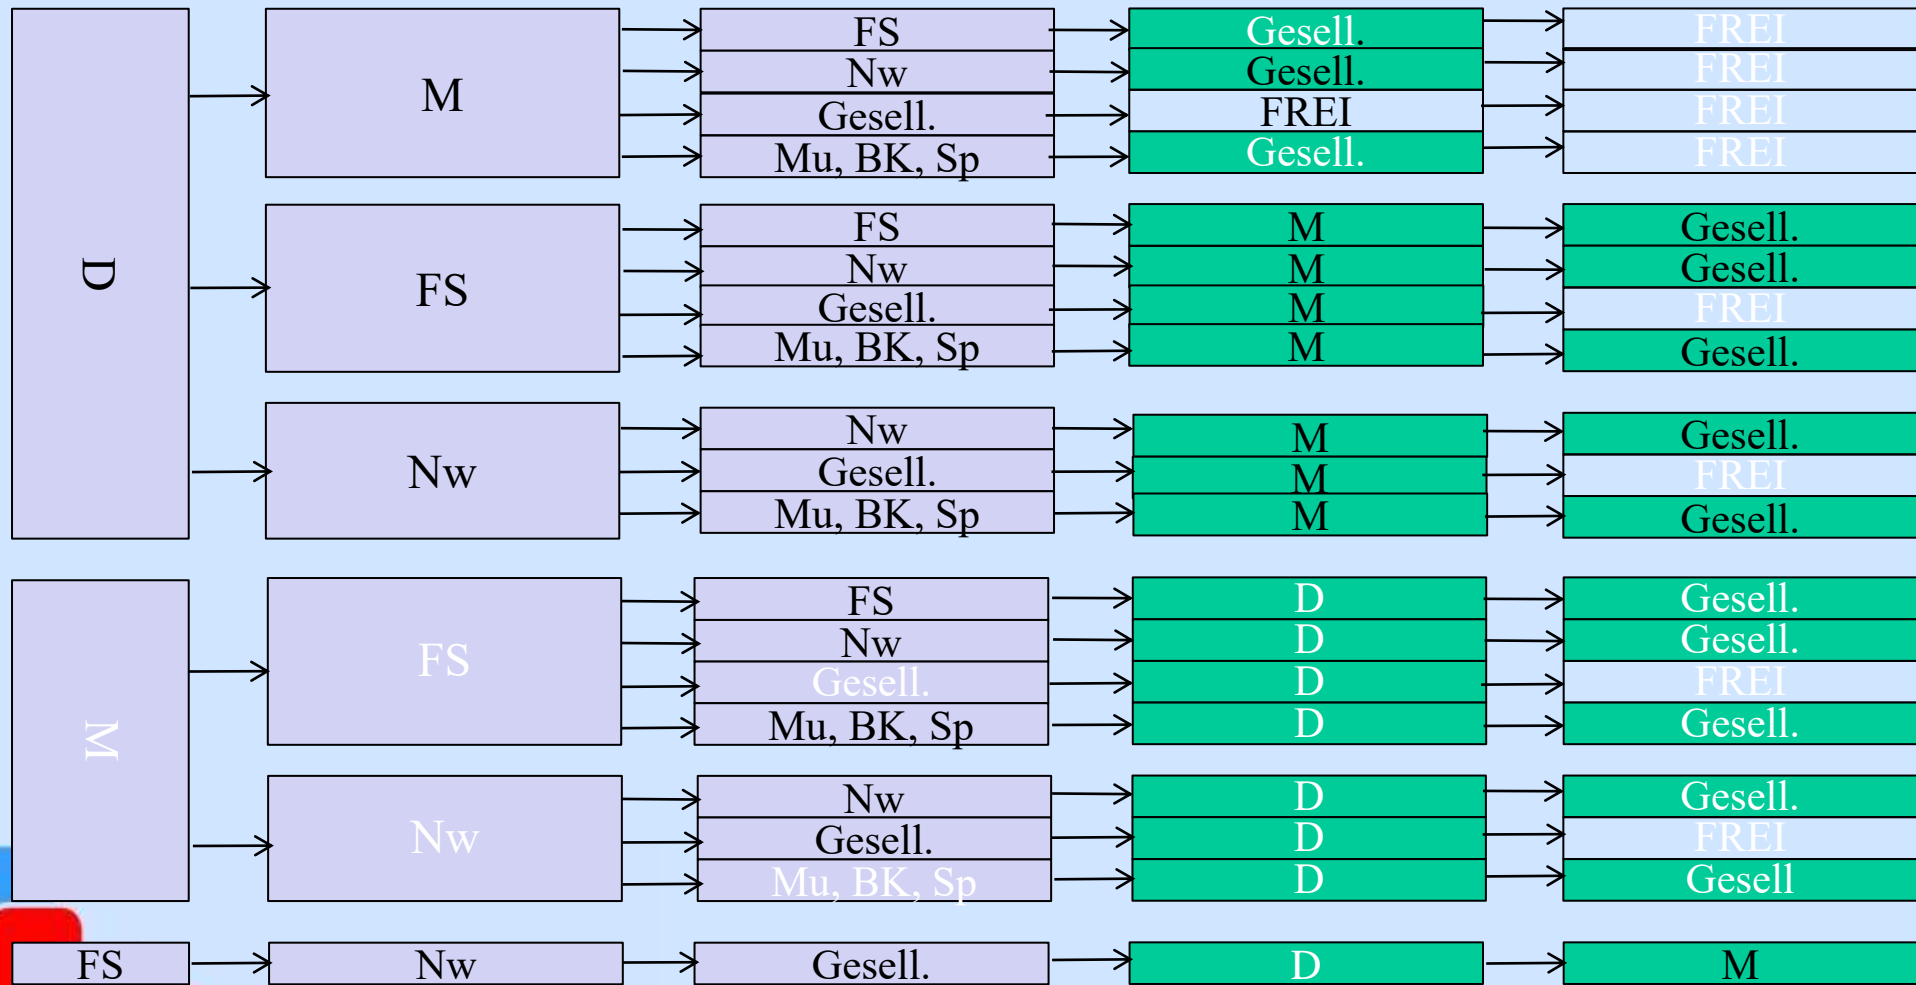 D
M
FS Gesell. FREI
Nw Gesell. FREI
Gesell. FREI FREI
Mu, BK, Sp Gesell. FREI
FS
FS M Gesell.
Nw M Gesell.
Gesell. M FREI
Mu, BK, Sp M Gesell.
Nw
Nw M Gesell.
Gesell. M FREI
Mu, BK, Sp M Gesell.
M
FS
FS D Gesell.
Nw D Gesell.
Gesell. D FREI
Mu, BK, Sp D Gesell.
Nw
Nw D Gesell.
Gesell. D FREI
Mu, BK, Sp D Gesell
FS Nw Gesell. D M